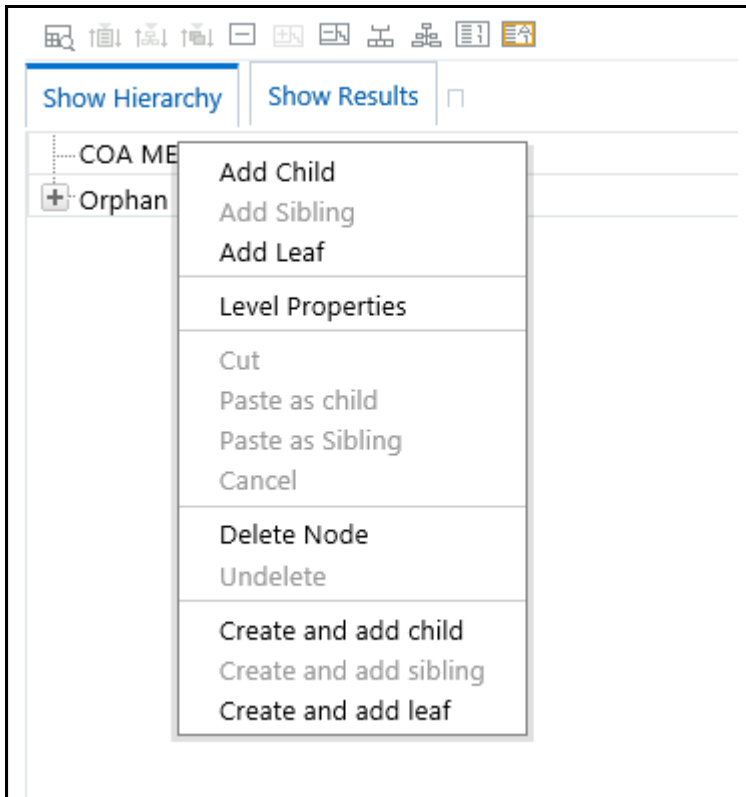 Show Hierarchy Show Results
COA ME
Orphan
Add Child
Add Sibling
Add Leaf
Level Properties
Cut
Paste as child
Paste as Sibling
Cancel
Delete Node
Undelete
Create and add child
Create and add sibling
Create and add leaf